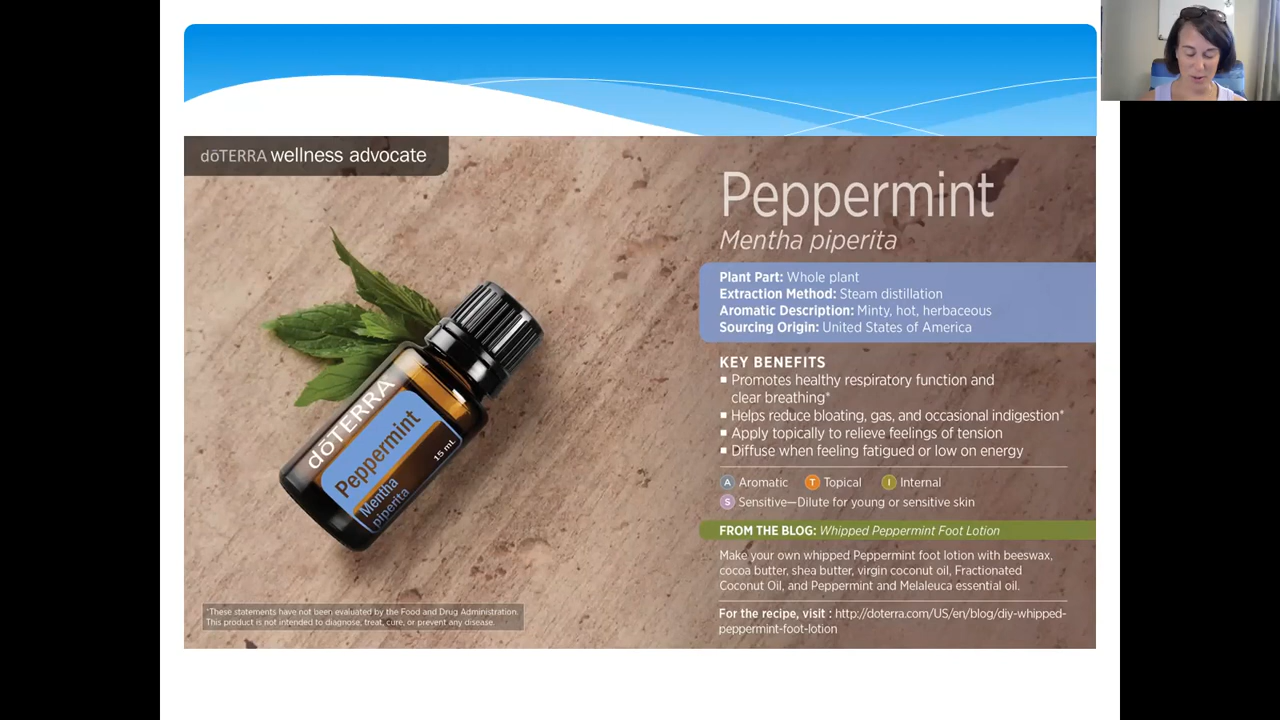 dōTERRA wellness advocate
Peppermint
Mentha piperita
Plant Part: Whole plant
Extraction Method: Steam distillation
Aromatic Description: Minty, hot, herbaceous
Sourcing Origin: United States of America
KEY BENEFITS
▪ Promotes healthy respiratory function and
clear breathing*
▪ Helps reduce bloating, gas, and occasional indigestion*
▪ Apply topically to relieve feelings of tension
▪ Diffuse when feeling fatigued or low on energy
A Aromatic T Topical I Internal
S Sensitive—Dilute for young or sensitive skin
FROM THE BLOG: Whipped Peppermint Foot Lotion
Make your own whipped Peppermint foot lotion with beeswax,
cocoa butter, shea butter, virgin coconut oil, Fractionated
Coconut Oil, and Peppermint and Melaleuca essential oil.
For the recipe, visit : http://doterra.com/US/en/blog/diy-whipped-
peppermint-foot-lotion
dōTERRA
Peppermint
Mentha
piperita
15 mL
*These statements have not been evaluated by the Food and Drug Administration.
This product is not intended to diagnose, treat, cure, or prevent any disease.